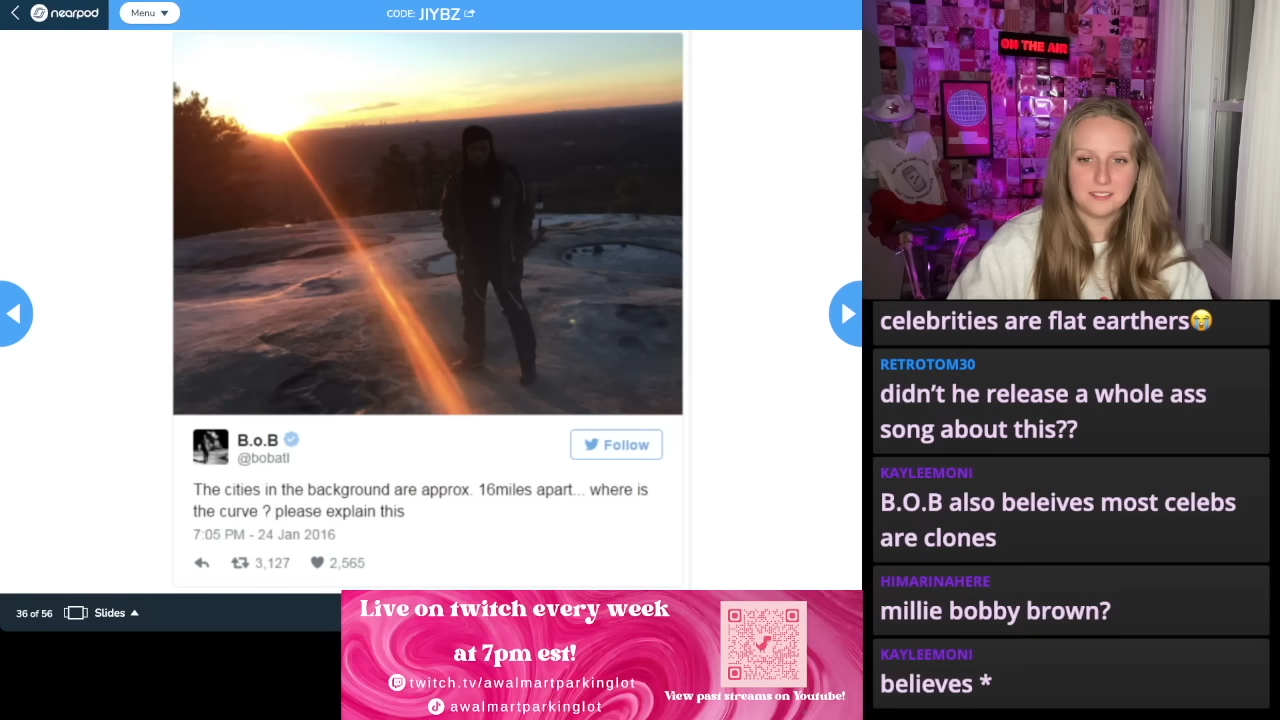 nearpod
Menu
CODE: JIYBZ
ON THE AIR
B.o.B
@bobatl
Follow
The cities in the background are approx. 16miles apart... where is
the curve ? please explain this
7:05 PM - 24 Jan 2016
3,127
2,565
36 of 56
Slides
Live on twitch every week
at 7pm est!
twitch.tv/awalmartparkinglot
awalmartparkinglot
View past streams on Youtube!
celebrities are flat earthers😭
RETROTOM30
didn’t he release a whole ass
song about this??
KAYLEEMONI
B.O.B also beleives most celebs
are clones
HIMARINAHERE
millie bobby brown?
KAYLEEMONI
believes *